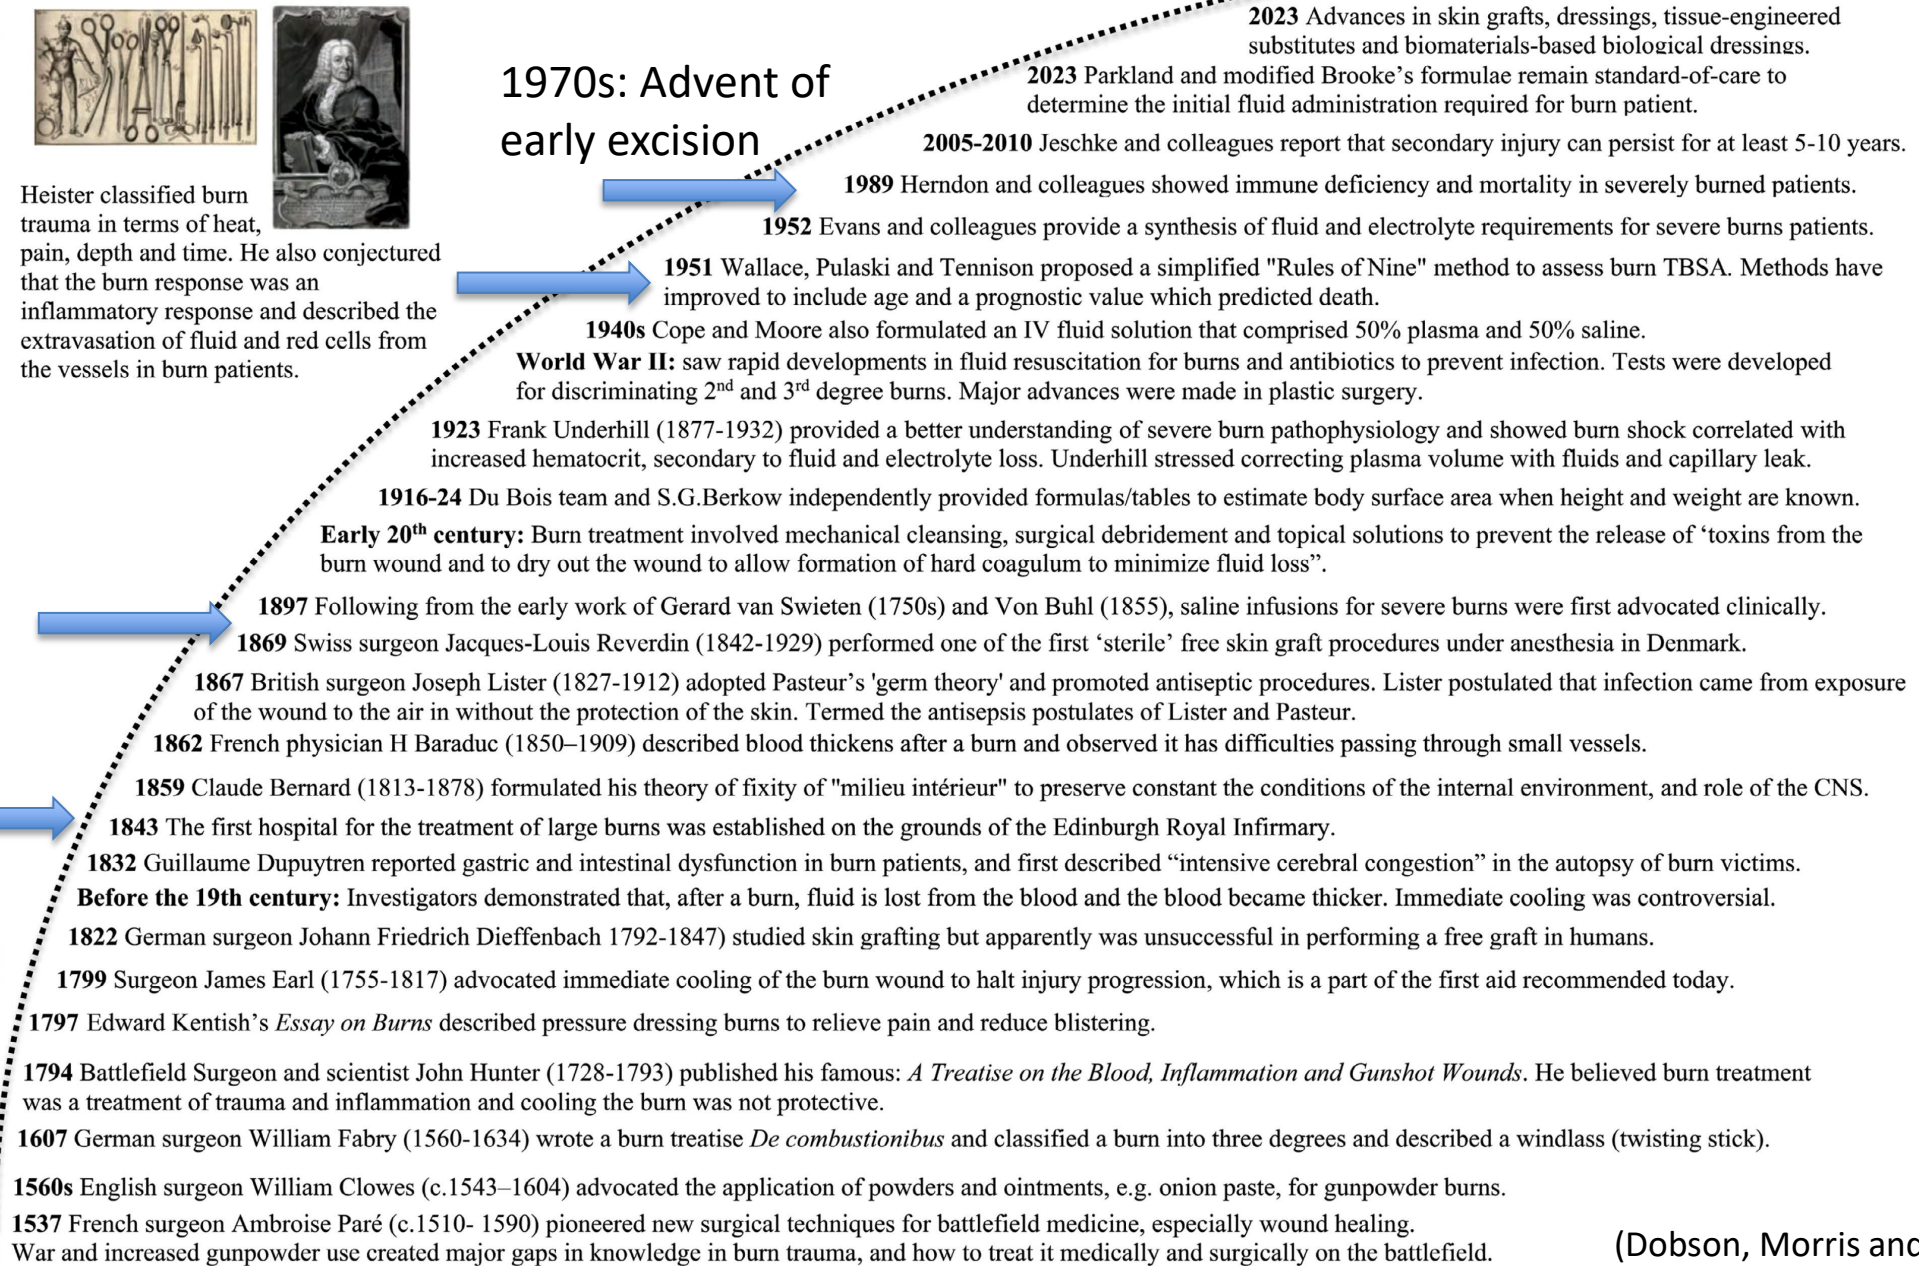 2023 Advances in skin grafts, dressings, tissue-engineered
substitutes and biomaterials-based biological dressings.
1970s: Advent of
early excision
2023 Parkland and modified Brooke’s formulae remain standard-of-care to
determine the initial fluid administration required for burn patient.
2005-2010 Jeschke and colleagues report that secondary injury can persist for at least 5-10 years.
1989 Herndon and colleagues showed immune deficiency and mortality in severely burned patients.
Heister classified burn
trauma in terms of heat,
pain, depth and time. He also conjectured
that the burn response was an
inflammatory response and described the
extravasation of fluid and red cells from
the vessels in burn patients.
1952 Evans and colleagues provide a synthesis of fluid and electrolyte requirements for severe burns patients.
1951 Wallace, Pulaski and Tennison proposed a simplified "Rules of Nine" method to assess burn TBSA. Methods have
improved to include age and a prognostic value which predicted death.
1940s Cope and Moore also formulated an IV fluid solution that comprised 50% plasma and 50% saline.
World War II: saw rapid developments in fluid resuscitation for burns and antibiotics to prevent infection. Tests were developed
for discriminating 2nd and 3rd degree burns. Major advances were made in plastic surgery.
1923 Frank Underhill (1877-1932) provided a better understanding of severe burn pathophysiology and showed burn shock correlated with
increased hematocrit, secondary to fluid and electrolyte loss. Underhill stressed correcting plasma volume with fluids and capillary leak.
1916-24 Du Bois team and S.G.Berkow independently provided formulas/tables to estimate body surface area when height and weight are known.
Early 20th century: Burn treatment involved mechanical cleansing, surgical debridement and topical solutions to prevent the release of ‘toxins from the
burn wound and to dry out the wound to allow formation of hard coagulum to minimize fluid loss”.
1897 Following from the early work of Gerard van Swieten (1750s) and Von Buhl (1855), saline infusions for severe burns were first advocated clinically.
1869 Swiss surgeon Jacques-Louis Reverdin (1842-1929) performed one of the first ‘sterile’ free skin graft procedures under anesthesia in Denmark.
1867 British surgeon Joseph Lister (1827-1912) adopted Pasteur’s 'germ theory' and promoted antiseptic procedures. Lister postulated that infection came from exposure
of the wound to the air in without the protection of the skin. Termed the antisepsis postulates of Lister and Pasteur.
1862 French physician H Baraduc (1850–1909) described blood thickens after a burn and observed it has difficulties passing through small vessels.
1859 Claude Bernard (1813-1878) formulated his theory of fixity of "milieu intérieur" to preserve constant the conditions of the internal environment, and role of the CNS.
1843 The first hospital for the treatment of large burns was established on the grounds of the Edinburgh Royal Infirmary.
1832 Guillaume Dupuytren reported gastric and intestinal dysfunction in burn patients, and first described “intensive cerebral congestion” in the autopsy of burn victims.
Before the 19th century: Investigators demonstrated that, after a burn, fluid is lost from the blood and the blood became thicker. Immediate cooling was controversial.
1822 German surgeon Johann Friedrich Dieffenbach 1792-1847) studied skin grafting but apparently was unsuccessful in performing a free graft in humans.
1799 Surgeon James Earl (1755-1817) advocated immediate cooling of the burn wound to halt injury progression, which is a part of the first aid recommended today.
1797 Edward Kentish’s Essay on Burns described pressure dressing burns to relieve pain and reduce blistering.
1794 Battlefield Surgeon and scientist John Hunter (1728-1793) published his famous: A Treatise on the Blood, Inflammation and Gunshot Wounds. He believed burn treatment
was a treatment of trauma and inflammation and cooling the burn was not protective.
1607 German surgeon William Fabry (1560-1634) wrote a burn treatise De combustionibus and classified a burn into three degrees and described a windlass (twisting stick).
1560s English surgeon William Clowes (c.1543–1604) advocated the application of powders and ointments, e.g. onion paste, for gunpowder burns.
1537 French surgeon Ambroise Paré (c.1510- 1590) pioneered new surgical techniques for battlefield medicine, especially wound healing.
War and increased gunpowder use created major gaps in knowledge in burn trauma, and how to treat it medically and surgically on the battlefield.
(Dobson, Morris and